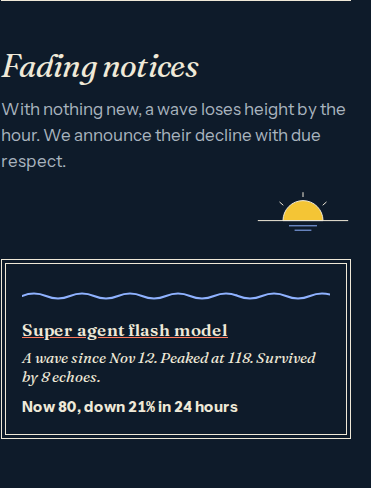 Fading notices
With nothing new, a wave loses height by the
hour. We announce their decline with due
respect.
Super agent flash model
A wave since Nov 12. Peaked at 118. Survived
by 8 echoes.
Now 80, down 21% in 24 hours